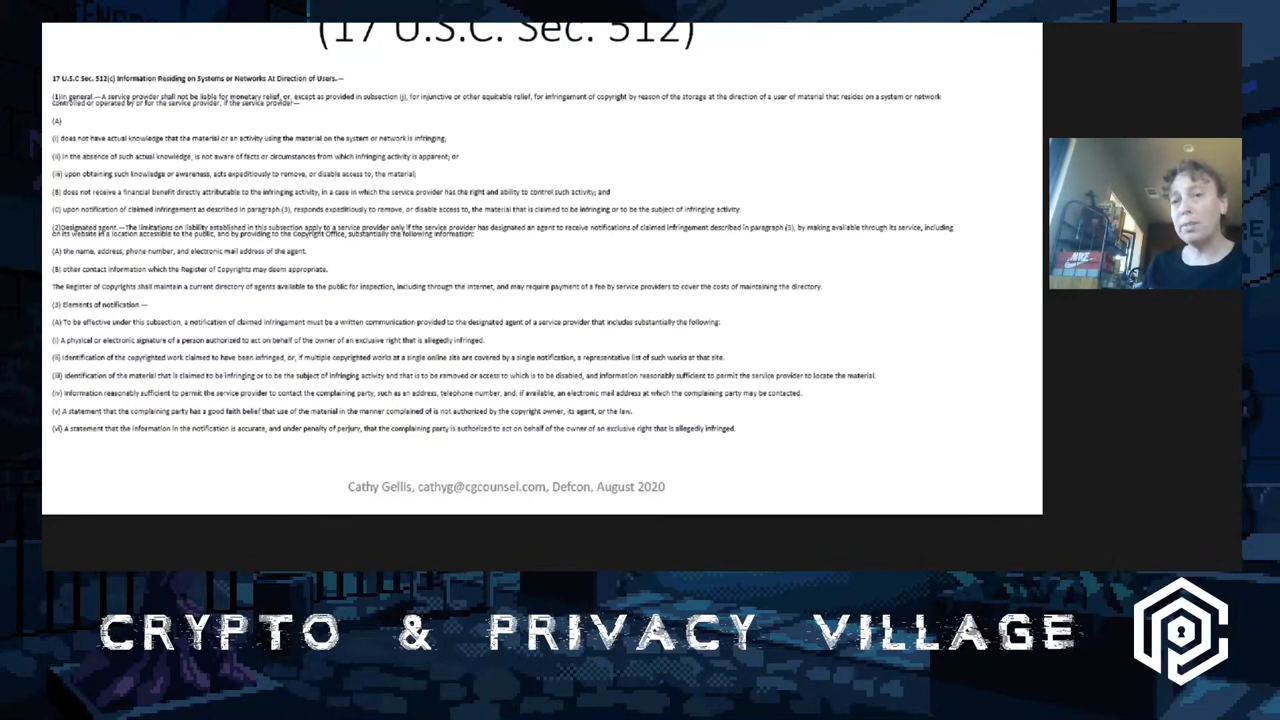 (17 U.S.C. Sec. 512)
17 U.S.C Sec. 512(c) Information Residing on Systems or Networks At Direction of Users.—
(1)In general.—A service provider shall not be liable for monetary relief, or, except as provided in subsection (j), for injunctive or other equitable relief, for infringement of copyright by reason of the storage at the direction of a user of material that resides on a system or network
controlled or operated by or for the service provider, if the service provider—
(A)
(i) does not have actual knowledge that the material or an activity using the material on the system or network is infringing;
(ii) in the absence of such actual knowledge, is not aware of facts or circumstances from which infringing activity is apparent; or
(iii) upon obtaining such knowledge or awareness, acts expeditiously to remove, or disable access to, the material;
(B) does not receive a financial benefit directly attributable to the infringing activity, in a case in which the service provider has the right and ability to control such activity; and
(C) upon notification of claimed infringement as described in paragraph (3), responds expeditiously to remove, or disable access to, the material that is claimed to be infringing or to be the subject of infringing activity.
(2)Designated agent.—The limitations on liability established in this subsection apply to a service provider only if the service provider has designated an agent to receive notifications of claimed infringement described in paragraph (3), by making available through its service, including
on its website in a location accessible to the public, and by providing to the Copyright Office, substantially the following information:
(A) the name, address, phone number, and electronic mail address of the agent.
(B) other contact information which the Register of Copyrights may deem appropriate.
The Register of Copyrights shall maintain a current directory of agents available to the public for inspection, including through the Internet, and may require payment of a fee by service providers to cover the costs of maintaining the directory.
(3) Elements of notification.—
(A) To be effective under this subsection, a notification of claimed infringement must be a written communication provided to the designated agent of a service provider that includes substantially the following:
(i) A physical or electronic signature of a person authorized to act on behalf of the owner of an exclusive right that is allegedly infringed.
(ii) Identification of the copyrighted work claimed to have been infringed, or, if multiple copyrighted works at a single online site are covered by a single notification, a representative list of such works at that site.
(iii) Identification of the material that is claimed to be infringing or to be the subject of infringing activity and that is to be removed or access to which is to be disabled, and information reasonably sufficient to permit the service provider to locate the material.
(iv) Information reasonably sufficient to permit the service provider to contact the complaining party, such as an address, telephone number, and, if available, an electronic mail address at which the complaining party may be contacted.
(v) A statement that the complaining party has a good faith belief that use of the material in the manner complained of is not authorized by the copyright owner, its agent, or the law.
(vi) A statement that the information in the notification is accurate, and under penalty of perjury, that the complaining party is authorized to act on behalf of the owner of an exclusive right that is allegedly infringed.
Cathy Gellis, cathyg@cgcounsel.com, Defcon, August 2020
NIKE
CRYPTO & PRIVACY VILLAGE